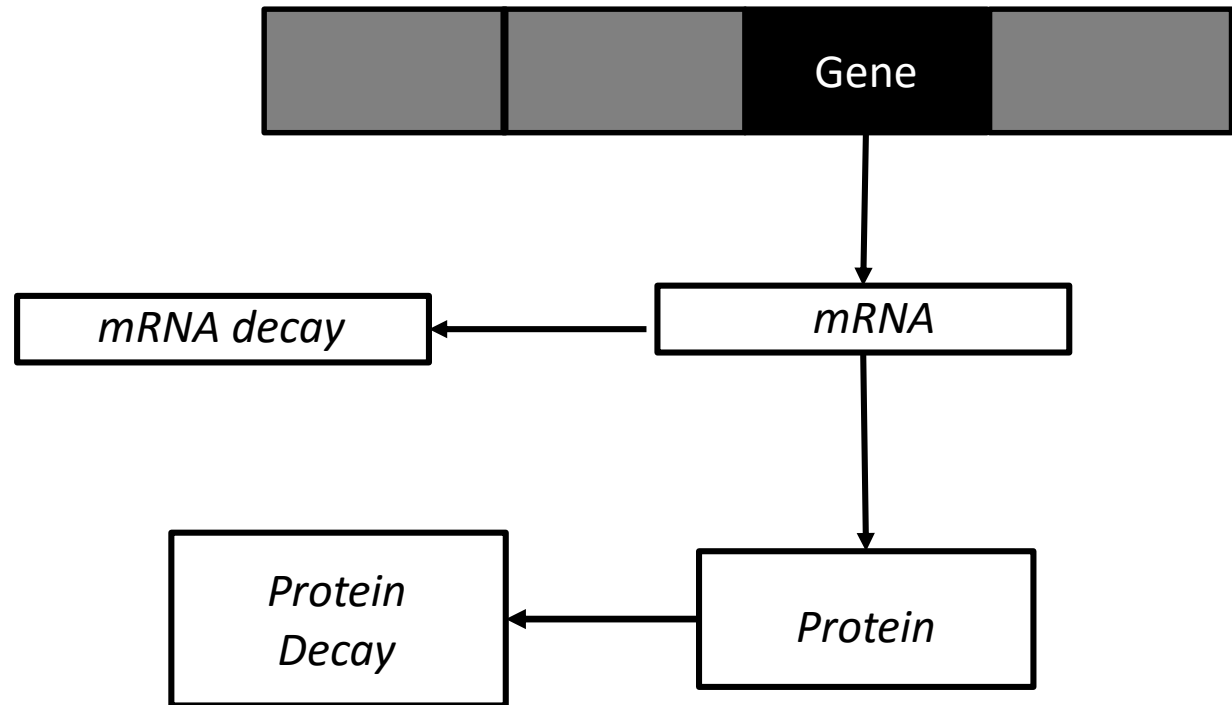 Gene
mRNA decay
mRNA
Protein
Decay
Protein